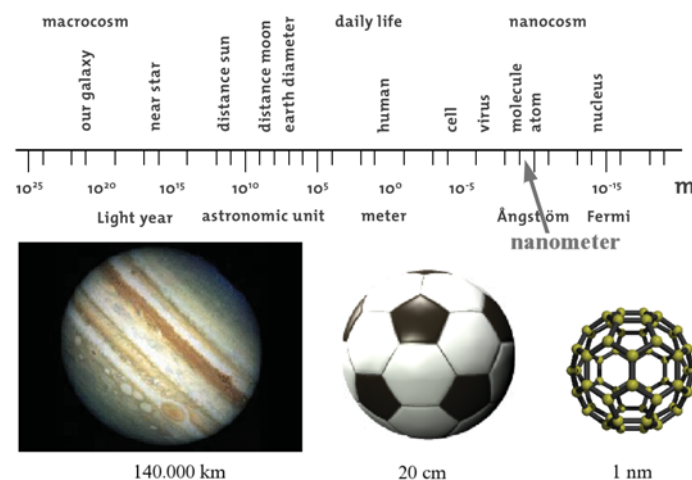 macrocosm daily life nanocosm
our galaxy near star distance sun distance moon earth diameter human cell virus molecule atom nucleus
10²⁵ 10²⁰ 10¹⁵ 10¹⁰ 10⁵ 10⁰ 10⁻⁵ 10⁻¹⁵ m
Light year astronomic unit meter Ångström Fermi
nanometer
140.000 km 20 cm 1 nm